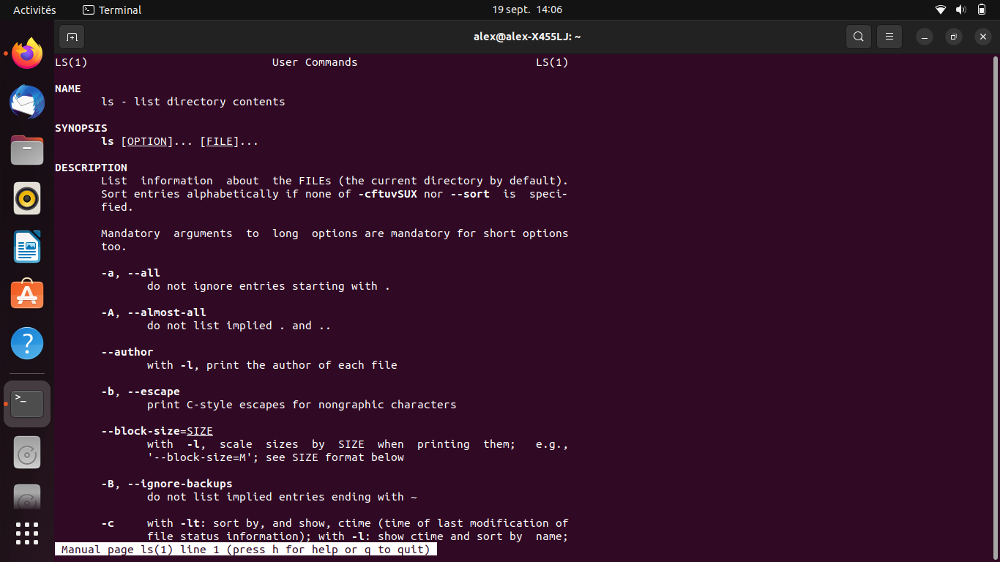 Activités
Terminal
19 sept. 14:06
alex@alex-X455LJ: ~
LS(1) User Commands LS(1)
NAME
ls - list directory contents
SYNOPSIS
ls [OPTION]... [FILE]...
DESCRIPTION
List information about the FILEs (the current directory by default).
Sort entries alphabetically if none of -cftuvSUX nor --sort is speci-
fied.
Mandatory arguments to long options are mandatory for short options
too.
-a, --all
do not ignore entries starting with .
-A, --almost-all
do not list implied . and ..
--author
with -l, print the author of each file
-b, --escape
print C-style escapes for nongraphic characters
--block-size=SIZE
with -l, scale sizes by SIZE when printing them; e.g.,
'--block-size=M'; see SIZE format below
-B, --ignore-backups
do not list implied entries ending with ~
-c with -lt: sort by, and show, ctime (time of last modification of
file status information); with -l: show ctime and sort by name;
Manual page ls(1) line 1 (press h for help or q to quit)